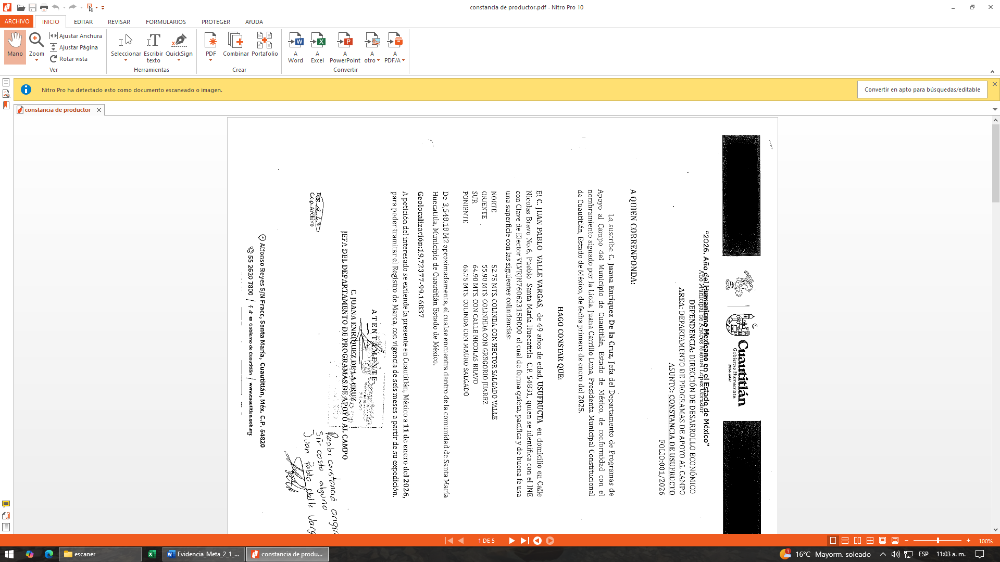 constancia de productor.pdf - Nitro Pro 10
ARCHIVO INICIO EDITAR REVISAR FORMULARIOS PROTEGER AYUDA
Mano
Zoom
Ajustar Anchura
Ajustar Página
Rotar vista
Ver
Seleccionar
Escribir texto
QuickSign
Herramientas
PDF
Combinar
Portafolio
Crear
A Word
A Excel
A PowerPoint
A otro
A PDF/A
Convertir
Nitro Pro ha detectado esto como documento escaneado o imagen.
Convertir en apto para búsquedas/editable
constancia de productor
Cuautitlán
Gobierno Humanista
2025-2027
"2026. Año del Humanismo Mexicano en el Estado de México"
Año Municipal de Andrés Manuel López Obrador
DEPENDENCIA: DIRECCIÓN DE DESARROLLO ECONÓMICO
AREA: DEPARTAMENTO DE PROGRAMAS DE APOYO AL CAMPO
ASUNTO: CONSTANCIA DE USUFRUCTO
FOLIO:001/2026
A QUIEN CORRENPONDA:
La suscribe C. Juana Enríquez De la Cruz, Jefa del Departamento de Programas de
Apoyo al Campo del Municipio de Cuautitlán, Estado de México, de conformidad con el
nombramiento signado por la Licda. Juana Carrillo Luna, Presidenta Municipal Constitucional
de Cuautitlán, Estado de México, de fecha primero de enero del 2025.
HAGO CONSTAR QUE:
El C. JUAN PABLO VALLE VARGAS, de 49 años de edad, USUFRUCTA en domicilio en Calle
Nicolas Bravo No.6, Pueblo Santa María Huecatitla C.P. 54831, quien se identifica con el INE
con Clave de Elector VLVRJN76062315H000 el cual de forma quieta, pacifica y de buena fe usa
una superficie con las siguientes colindancias:
NORTE 52.75 MTS. COLINDA CON HECTOR SALGADO VALLE
ORIENTE 55.90 MTS. COLINHDA CON GREGORIO JUAREZ
SUR 64.90 MTS. CON CALLE NICOLAS BRAVO
PONIENTE 65.75 MTS. COLINDA CON MAURO SALGADO
De 3,548.18 M2 aproximadamente, el cual se encuentra dentro de la comunidad de Santa María
Huecatitla, Municipio de Cuautitlán Estado de México.
Geolocalización:19.72377-99.16837
A petición del interesado se extiende la presente en Cuautitlán, México a 11 de enero del 2026,
para poder tramitar el Registro de Marca, con vigencia de seis meses a partir de su expedición.
ATENTAMENTE
C. JUANA ENRIQUEZ DE LA CRUZ
JEFA DEL DEPARTAMENTO DE PROGRAMAS DE APOYO AL CAMPO
Recibi constancia
Sin costo alguno
Juan Pablo Valle
C.c.p. Archivo
Alfonso Reyes S/N Fracc, Santa María, Cuautitlán, Méx. C.P. 54820
55 2620 7800 Gobierno de Cuautitlán www.cuautitlan.gob.mx
1 DE 5
100%
escaner
Evidencia_Meta_2_1_...
constancia de produ...
1
16°C Mayorm. soleado
ESP
11:03 a. m.